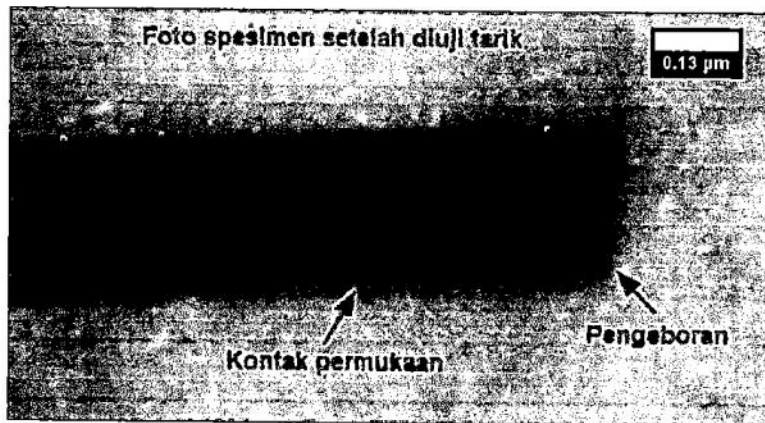 Foto spesimen setelah diuji tarik
0.13 µm
Pengeboran
Kontak permukaan